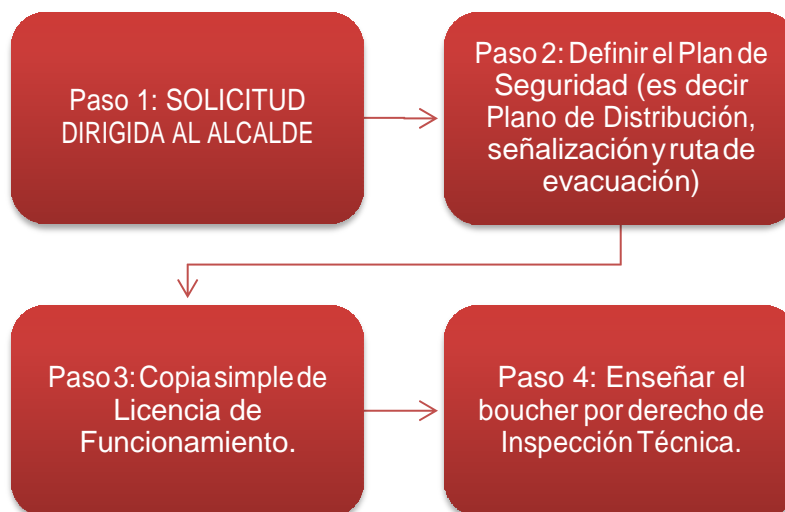 Paso 1: SOLICITUD
DIRIGIDA AL ALCALDE
Paso 2: Definir el Plan de
Seguridad (es decir
Plano de Distribución,
señalización y ruta de
evacuación)
Paso 3: Copia simple de
Licencia de
Funcionamiento.
Paso 4: Enseñar el
boucher por derecho de
Inspección Técnica.